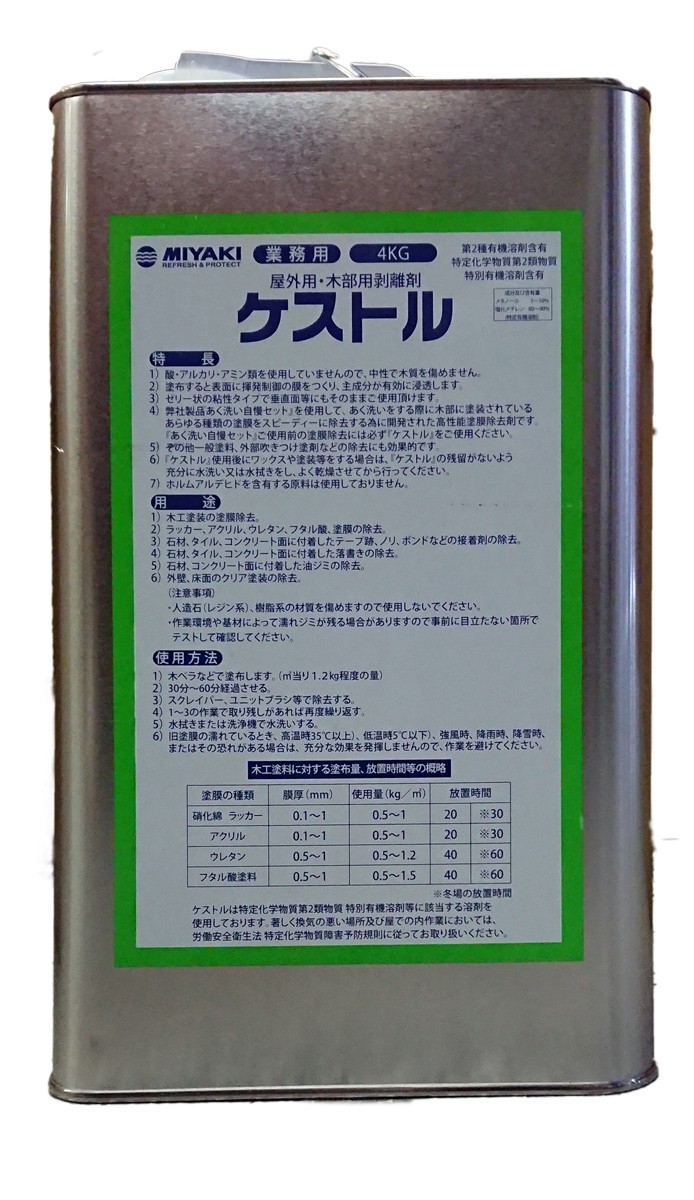 MIYAKI
REFRESH & PROTECT
業務用
4KG
第2種有機溶剤含有
特定化学物質第2類物質
特別有機溶剤含有
成分及び含有量
メタノール 1～10%
塩化メチレン 80～90%
(特定有機溶剤)
屋外用・木部用剥離剤
ケストル
特 長
1) 酸・アルカリ・アミン類を使用していませんので、中性で木質を傷めません。
2) 塗布すると表面に揮発制御の膜をつくり、主成分が有効に浸透します。
3) ゼリー状の粘性タイプで垂直面等にもそのままご使用頂けます。
4) 弊社製品あく洗い自慢セット』を使用して、あく洗いをする際に木部に塗装されている
あらゆる種類の塗膜をスピーディーに除去する為に開発された高性能塗膜除去剤です。
『あく洗い自慢セット』ご使用前の塗膜除去には必ず『ケストル』をご使用ください。
5) その他一般塗料、外部吹きつけ塗剤などの除去にも効果的です。
6) 『ケストル』使用後にワックスや塗装等をする場合は、『ケストル』の残留がないよう
充分に水洗い又は水拭きをし、よく乾燥させてから行ってください。
7) ホルムアルデヒドを含有する原料は使用しておりません。
用 途
1) 木工塗装の塗膜除去。
2) ラッカー、アクリル、ウレタン、フタル酸、塗膜の除去。
3) 石材、タイル、コンクリート面に付着したテープ跡、ノリ、ボンドなどの接着剤の除去。
4) 石材、タイル、コンクリート面に付着した落書きの除去。
5) 石材、コンクリート面に付着した油ジミの除去。
6) 外壁、床面のクリア塗装の除去。
(注意事項)
・人造石(レジン系)、樹脂系の材質を傷めますので使用しないでください。
・作業環境や基材によって濡れジミが残る場合がありますので事前に目立たない箇所で
テストして確認してください。
使用方法
1) 木ベラなどで塗布します。(㎡当り1.2kg程度の量)
2) 30分～60分経過させる。
3) スクレイパー、ユニットブラシ等で除去する。
4) 1～3の作業で取り残しがあれば再度繰り返す。
5) 水拭きまたは洗浄機で水洗いする。
6) 旧塗膜の濡れているとき、高温時35℃以上)、低温時5℃以下)、強風時、降雨時、降雪時、
またはその恐れがある場合は、充分な効果を発揮しませんので、作業を避けてください。
木工塗料に対する塗布量、放置時間等の概略
塗膜の種類 膜厚(mm) 使用量(kg/㎡) 放置時間
硝化綿 ラッカー 0.1～1 0.5～1 20 ※30
アクリル 0.1～1 0.5～1 20 ※30
ウレタン 0.5～1 0.5～1.2 40 ※60
フタル酸塗料 0.5～1 0.5～1.5 40 ※60
※冬場の放置時間
ケストルは特定化学物質第2類物質 特別有機溶剤等に該当する溶剤を
使用しております。著しく換気の悪い場所及び屋での内作業においては、
労働安全衛生法 特定化学物質障害予防規則に従ってお取り扱いください。